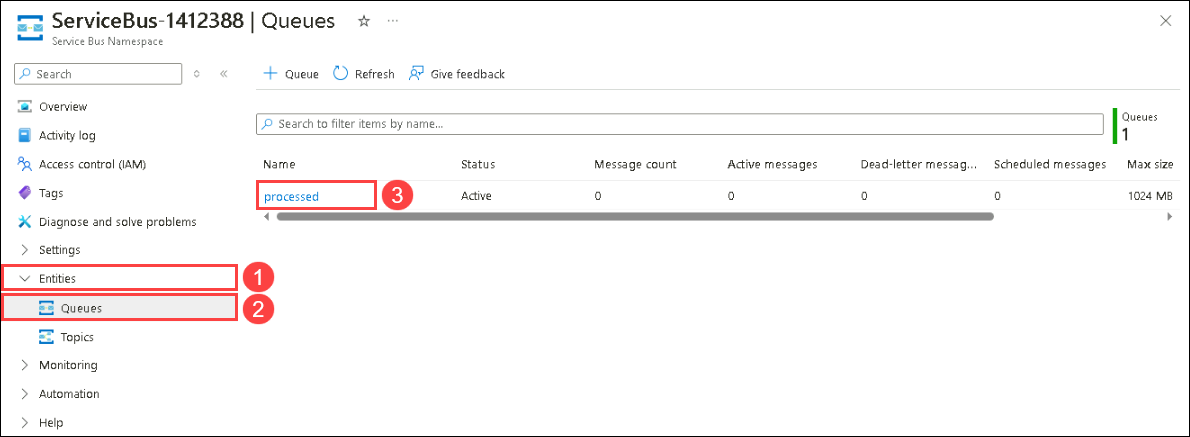 ServiceBus-1412388 | Queues
Service Bus Namespace
Search
Queue Refresh Give feedback
Overview
Activity log
Access control (IAM)
Tags
Diagnose and solve problems
Settings
Entities 1
Queues 2
Topics
Monitoring
Automation
Help
Search to filter items by name...
Queues
1
Name Status Message count Active messages Dead-letter messag... Scheduled messages Max size
processed 3 Active 0 0 0 0 1024 MB